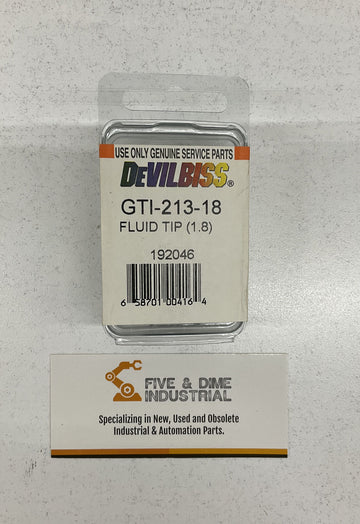 USE ONLY GENUINE SERVICE PARTS
DEVILBISS®
GTI-213-18
FLUID TIP (1.8)
192046
6 58701 00416 4
FIVE & DIME
INDUSTRIAL
Specializing in New, Used and Obsolete
Industrial & Automation Parts.